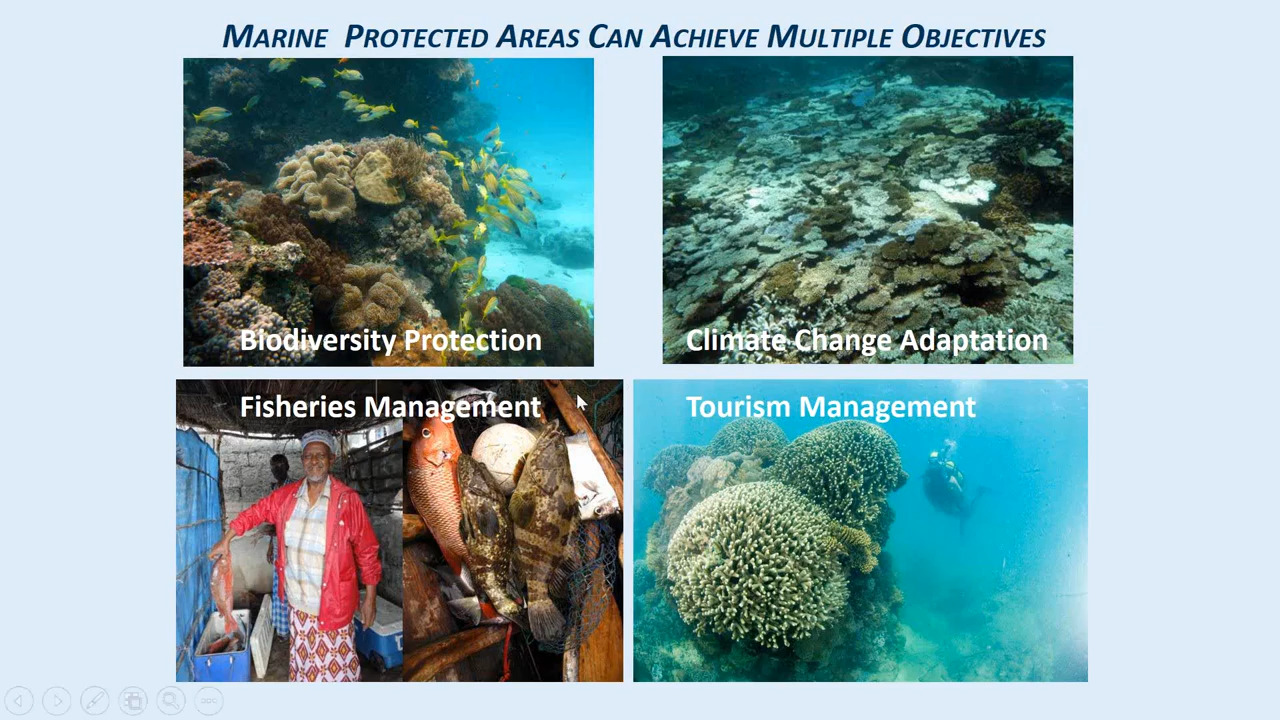 MARINE PROTECTED AREAS CAN ACHIEVE MULTIPLE OBJECTIVES
Biodiversity Protection
Climate Change Adaptation
Fisheries Management
Tourism Management